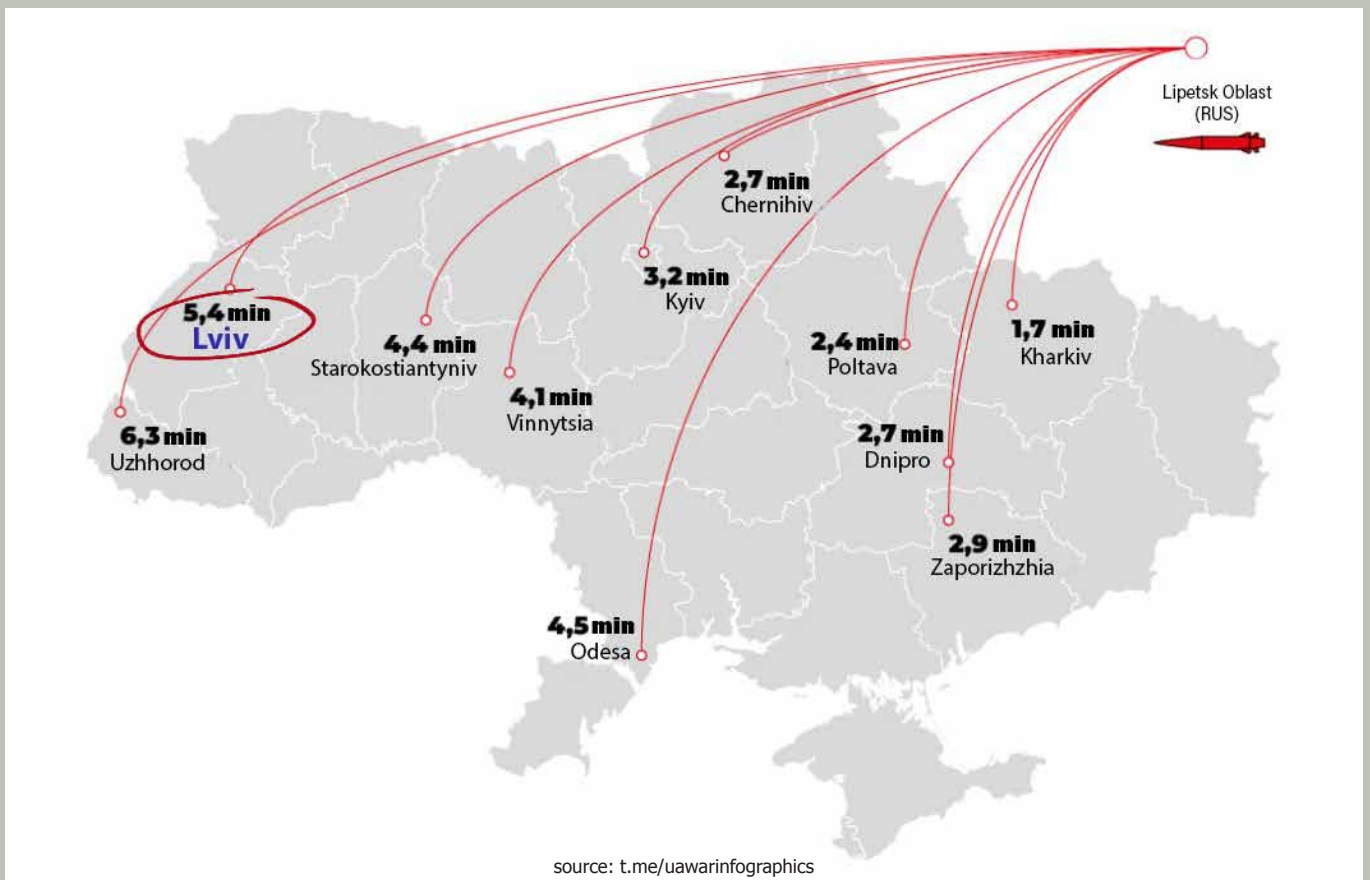 Lipetsk Oblast
(RUS)
2,7 min
Chernihiv
3,2 min
Kyiv
5,4 min
Lviv
4,4 min
Starokostiantyniv
4,1 min
Vinnytsia
2,4 min
Poltava
1,7 min
Kharkiv
6,3 min
Uzhhorod
2,7 min
Dnipro
2,9 min
Zaporizhzhia
4,5 min
Odesa
source: t.me/uawarinfographics